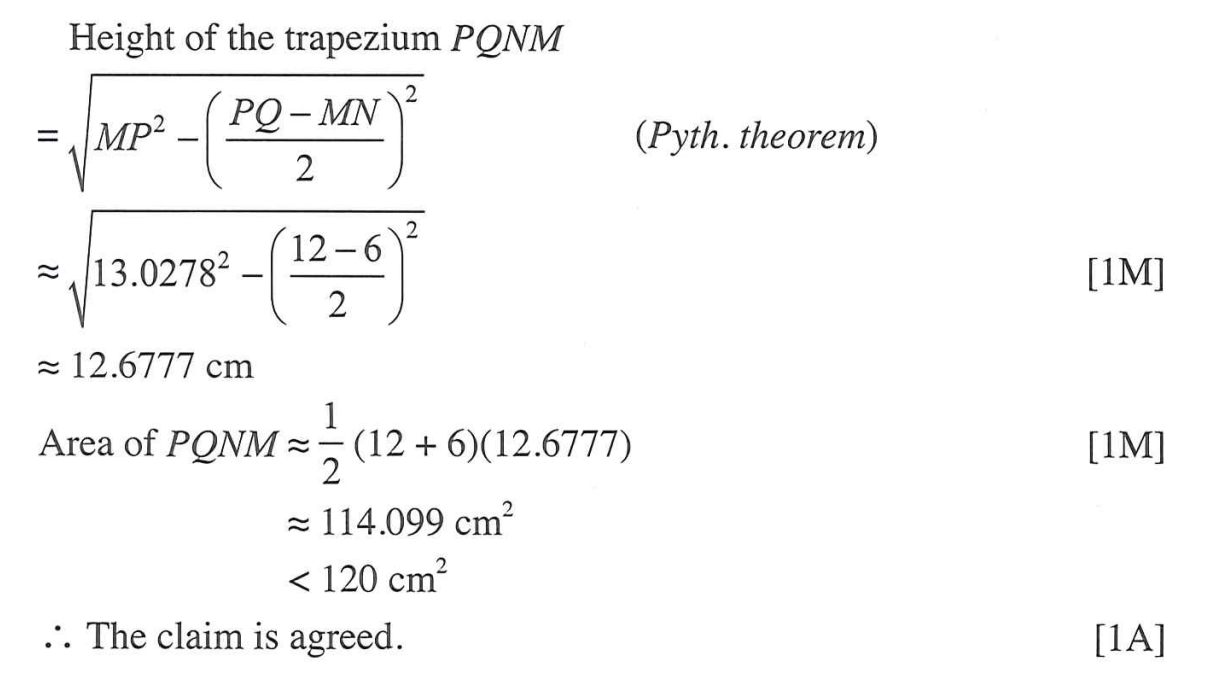 Height of the trapezium PQNM
= √(MP² − ((PQ − MN)/2)²) (Pyth. theorem)
≈ √(13.0278² − ((12 − 6)/2)²) [1M]
≈ 12.6777 cm
Area of PQNM ≈ 1/2 (12 + 6)(12.6777) [1M]
≈ 114.099 cm²
< 120 cm²
∴ The claim is agreed. [1A]